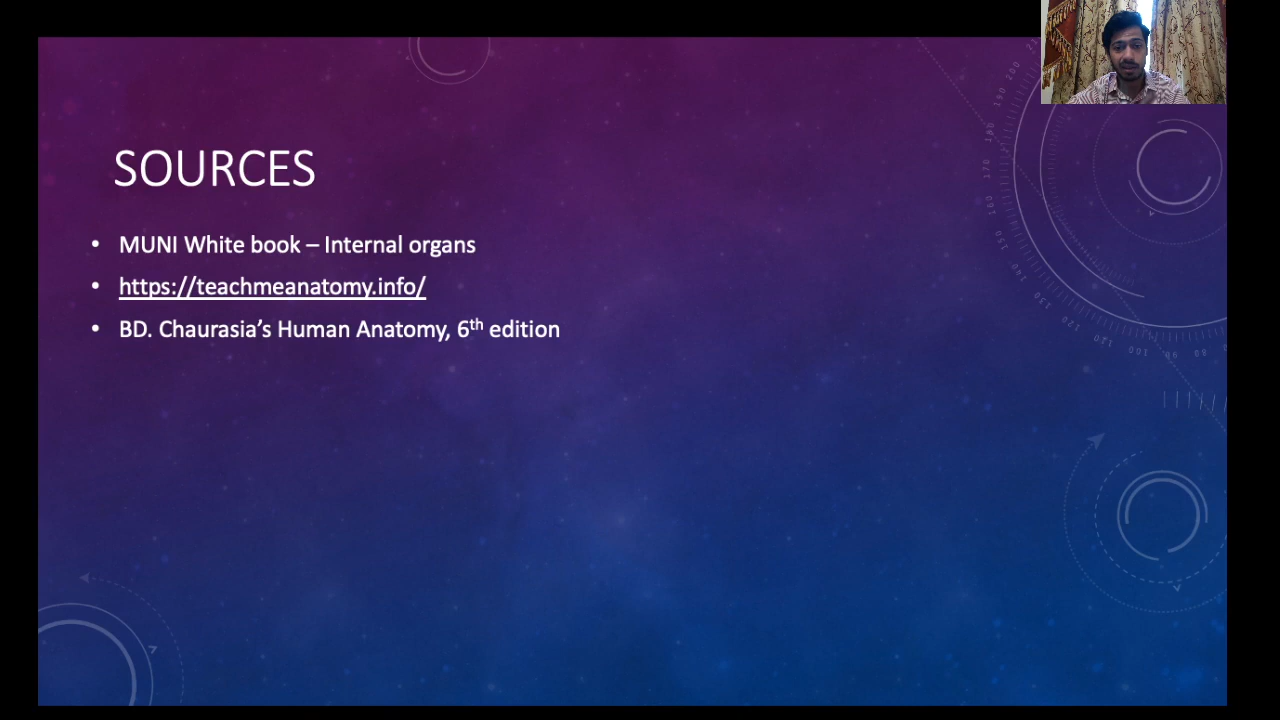 SOURCES
• MUNI White book – Internal organs
• https://teachmeanatomy.info/
• BD. Chaurasia’s Human Anatomy, 6th edition